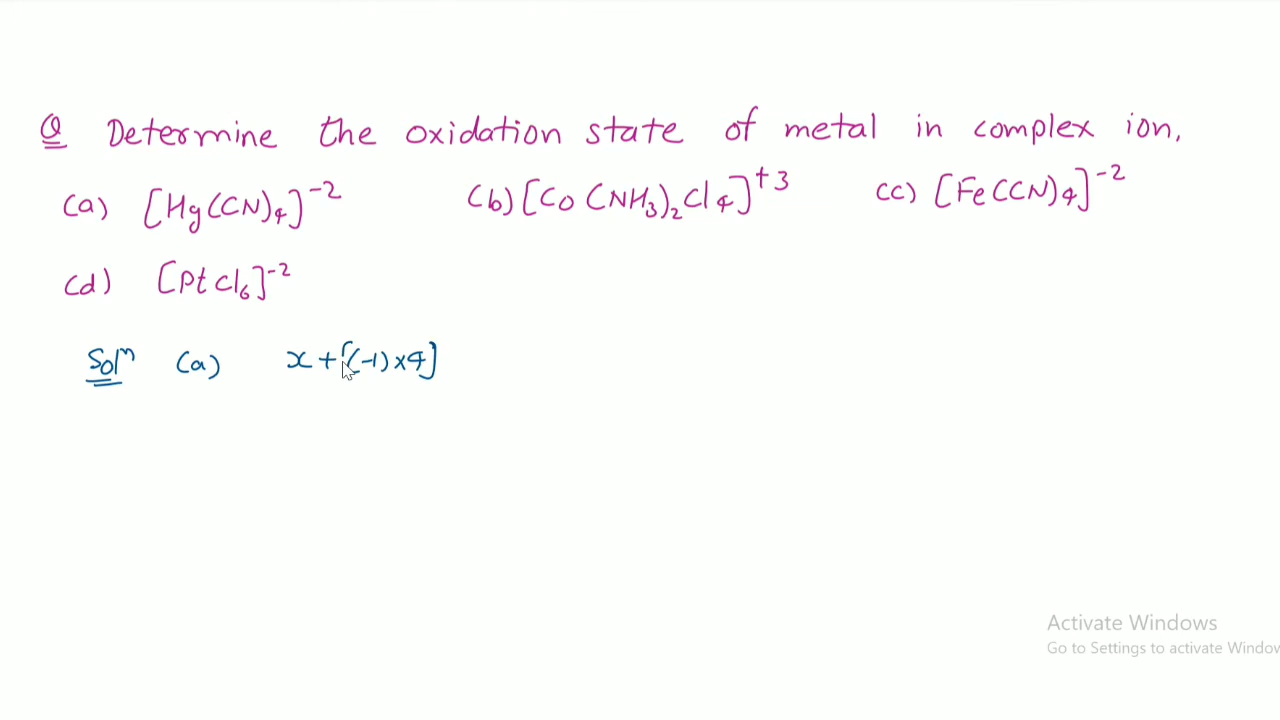 Q Determine the oxidation state of metal in complex ion,
(a) [Hg(CN)₄]⁻² (b) [Co(NH₃)₂Cl₄]⁺³ (c) [Fe(CN)₄]⁻²
(d) [PtCl₆]⁻²
Solⁿ (a) x+[(-1)×4]
Activate Windows
Go to Settings to activate Window